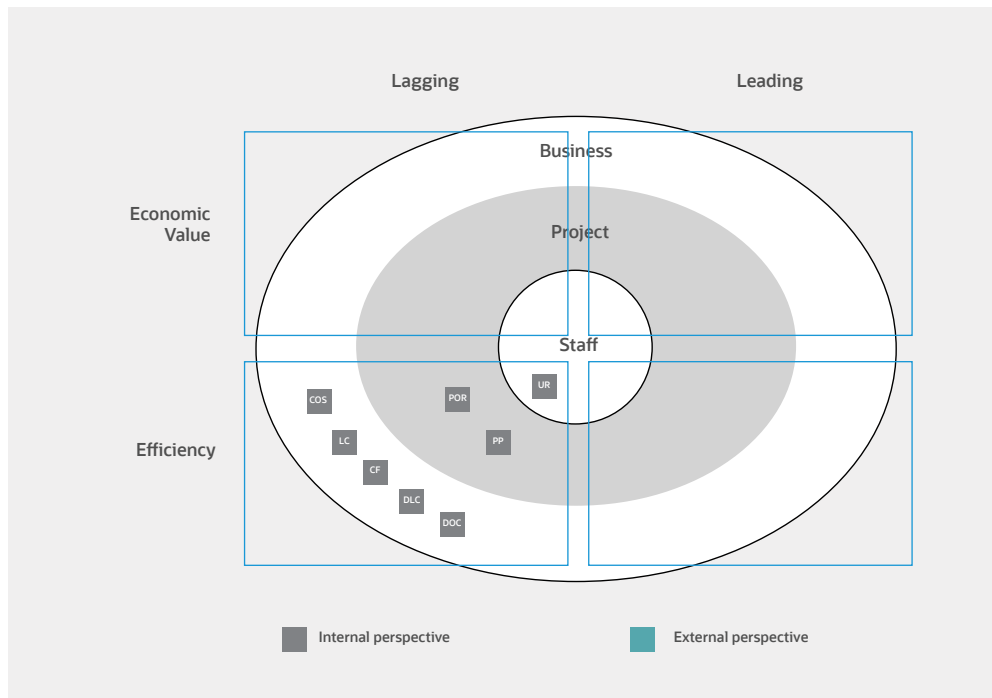 Lagging
Leading
Business
Economic
Value
Project
Staff
UR
COS
POR
LC
PP
Efficiency
CF
DLC
DOC
Internal perspective
External perspective